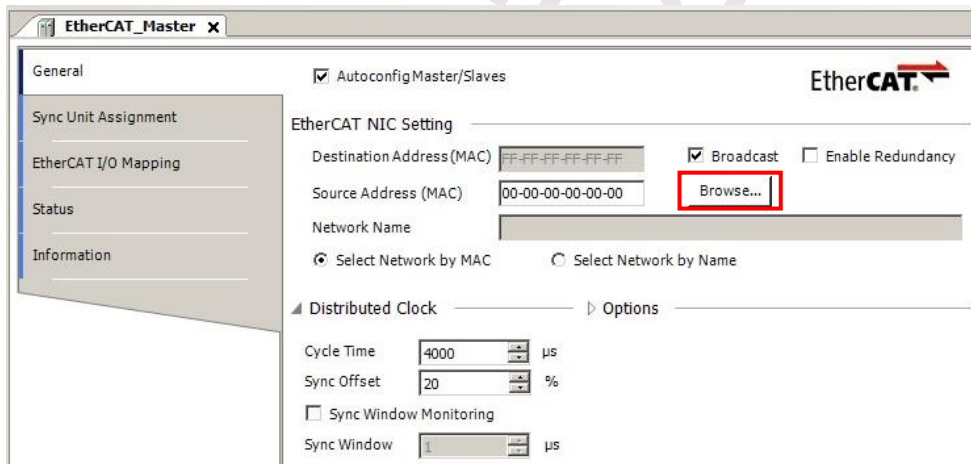 EtherCAT_Master X
General
Autoconfig Master/Slaves
EtherCAT.
Sync Unit Assignment
EtherCAT NIC Setting
EtherCAT I/O Mapping
Destination Address (MAC) FF-FF-FF-FF-FF-FF Broadcast Enable Redundancy
Source Address (MAC) 00-00-00-00-00-00 Browse...
Status
Network Name
Information
Select Network by MAC Select Network by Name
Distributed Clock Options
Cycle Time 4000 µs
Sync Offset 20 %
Sync Window Monitoring
Sync Window 1 µs